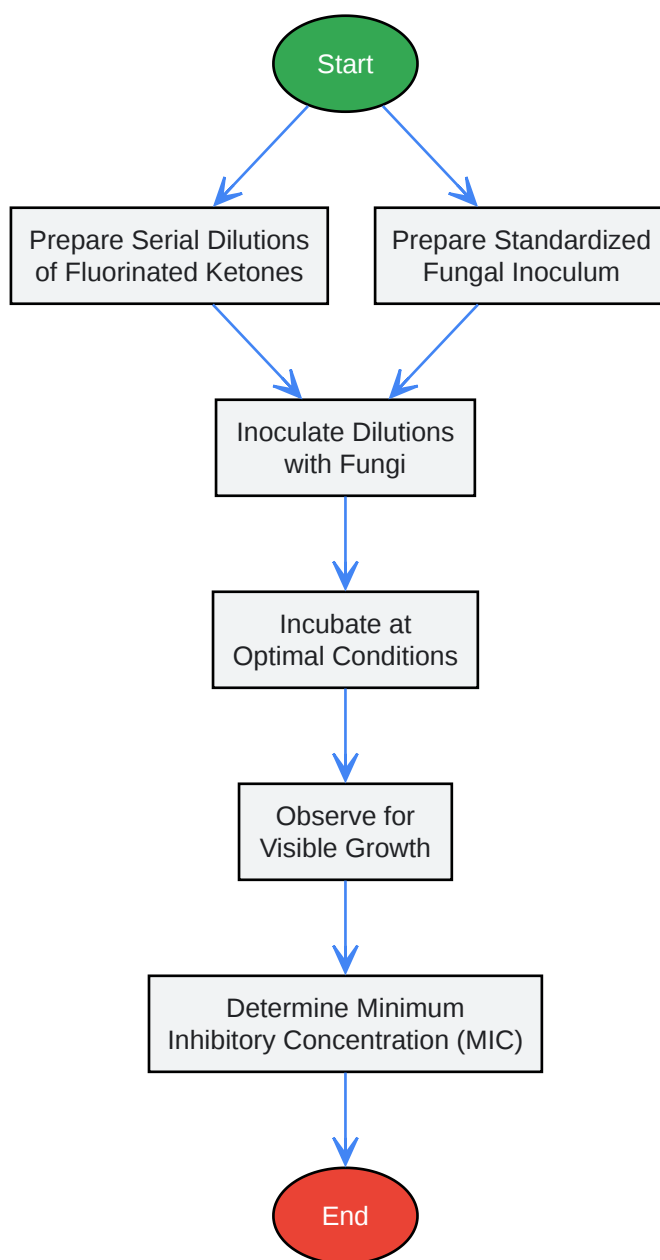 Start
Prepare Serial Dilutions
of Fluorinated Ketones
Prepare Standardized
Fungal Inoculum
Inoculate Dilutions
with Fungi
Incubate at
Optimal Conditions
Observe for
Visible Growth
Determine Minimum
Inhibitory Concentration (MIC)
End